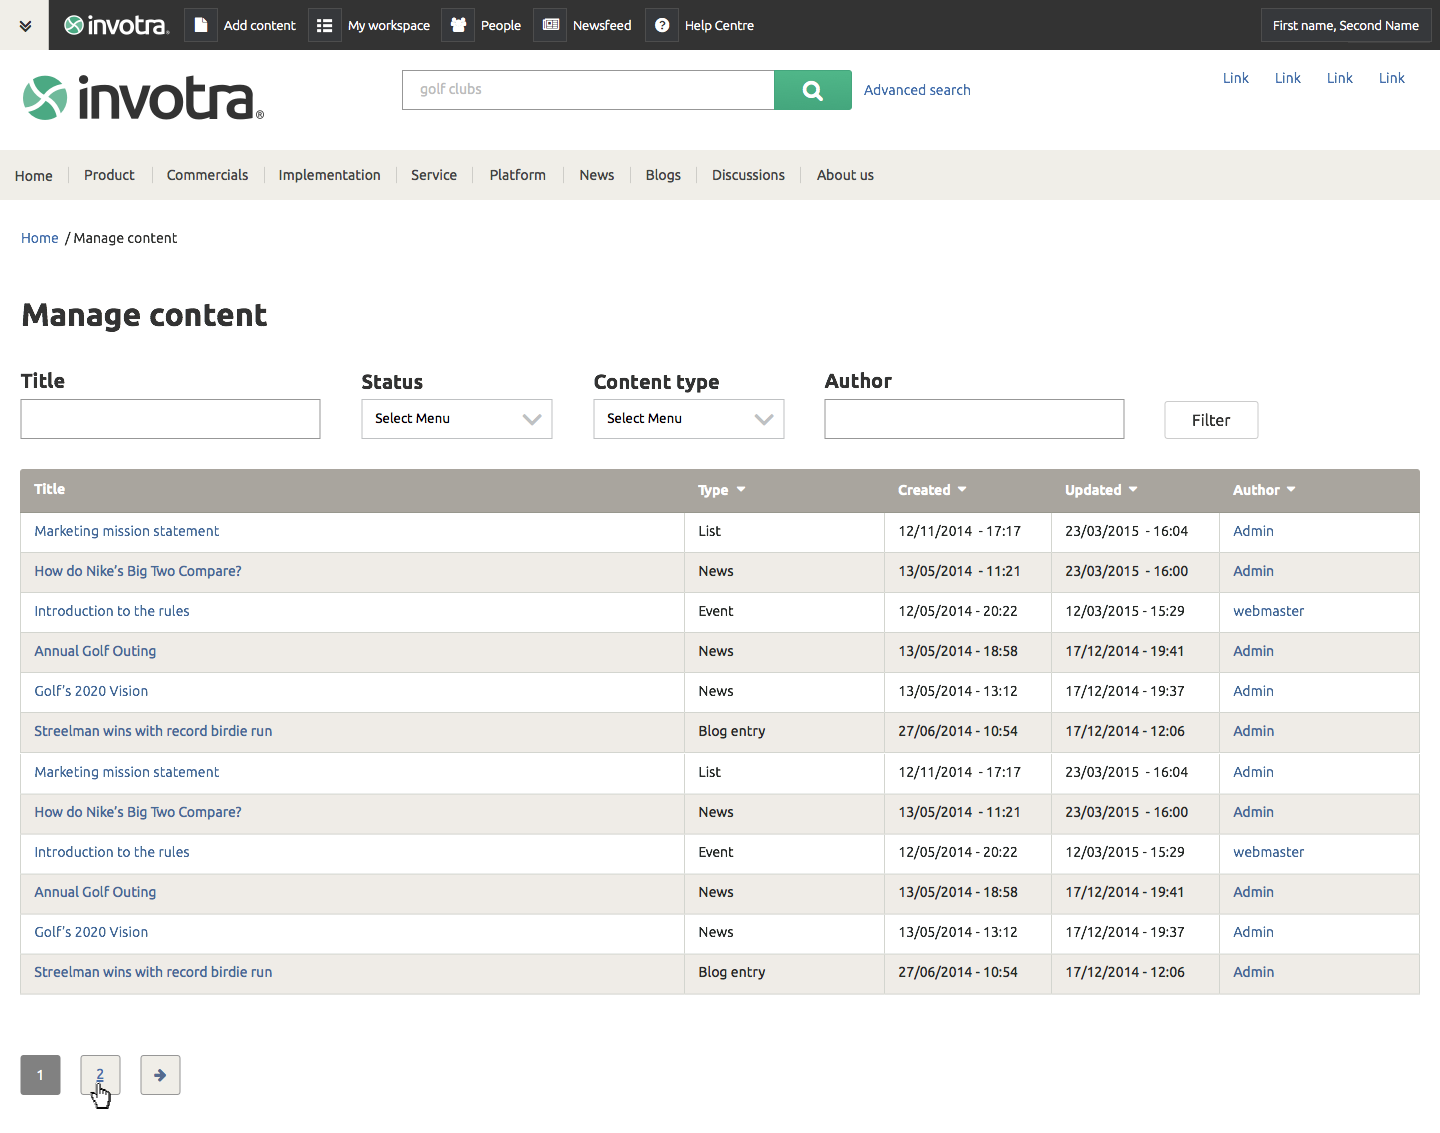 invotra. Add content My workspace People Newsfeed Help Centre First name, Second Name
invotra® golf clubs Advanced search Link Link Link Link
Home Product Commercials Implementation Service Platform News Blogs Discussions About us
Home / Manage content
Manage content
Title Status Content type Author
Select Menu Select Menu Filter
Title Type Created Updated Author
Marketing mission statement List 12/11/2014 - 17:17 23/03/2015 - 16:04 Admin
How do Nike's Big Two Compare? News 13/05/2014 - 11:21 23/03/2015 - 16:00 Admin
Introduction to the rules Event 12/05/2014 - 20:22 12/03/2015 - 15:29 webmaster
Annual Golf Outing News 13/05/2014 - 18:58 17/12/2014 - 19:41 Admin
Golf's 2020 Vision News 13/05/2014 - 13:12 17/12/2014 - 19:37 Admin
Streelman wins with record birdie run Blog entry 27/06/2014 - 10:54 17/12/2014 - 12:06 Admin
Marketing mission statement List 12/11/2014 - 17:17 23/03/2015 - 16:04 Admin
How do Nike's Big Two Compare? News 13/05/2014 - 11:21 23/03/2015 - 16:00 Admin
Introduction to the rules Event 12/05/2014 - 20:22 12/03/2015 - 15:29 webmaster
Annual Golf Outing News 13/05/2014 - 18:58 17/12/2014 - 19:41 Admin
Golf's 2020 Vision News 13/05/2014 - 13:12 17/12/2014 - 19:37 Admin
Streelman wins with record birdie run Blog entry 27/06/2014 - 10:54 17/12/2014 - 12:06 Admin
1 2